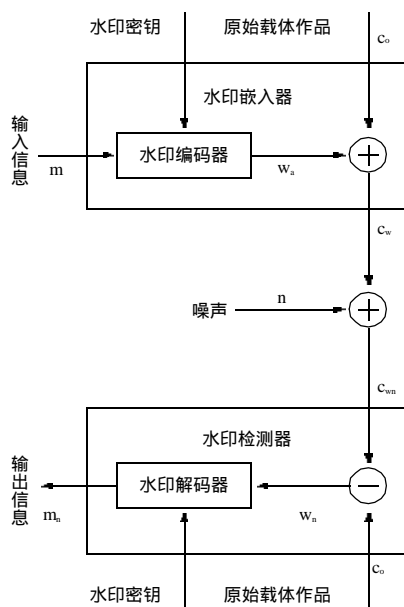 水印密钥
原始载体作品
c₀
水印嵌入器
输入信息
m
水印编码器
wₐ
+
c_w
噪声
n
+
c_wn
水印检测器
输出信息
mₙ
水印解码器
wₙ
−
c₀
水印密钥
原始载体作品